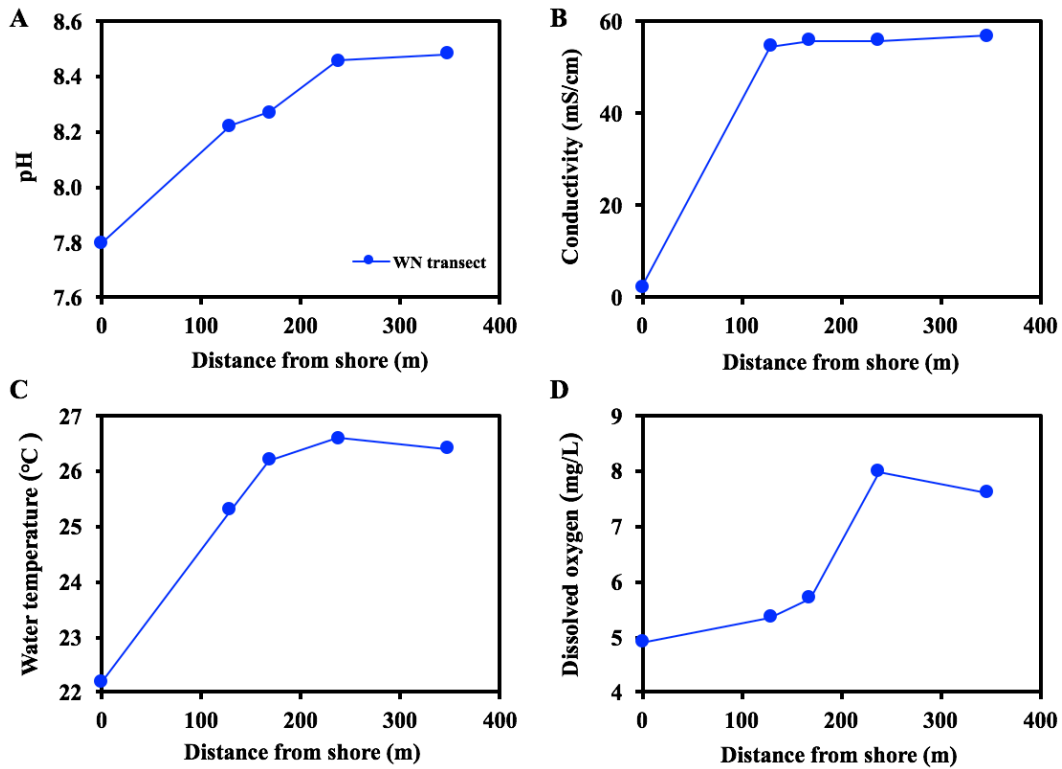 A
8.6
8.4
8.2
8.0
7.8
7.6
pH
WN transect
0 100 200 300 400
Distance from shore (m)
B
60
40
20
0
Conductivity (mS/cm)
0 100 200 300 400
Distance from shore (m)
C
27
26
25
24
23
22
Water temperature (°C )
0 100 200 300 400
Distance from shore (m)
D
9
8
7
6
5
4
Dissolved oxygen (mg/L)
0 100 200 300 400
Distance from shore (m)